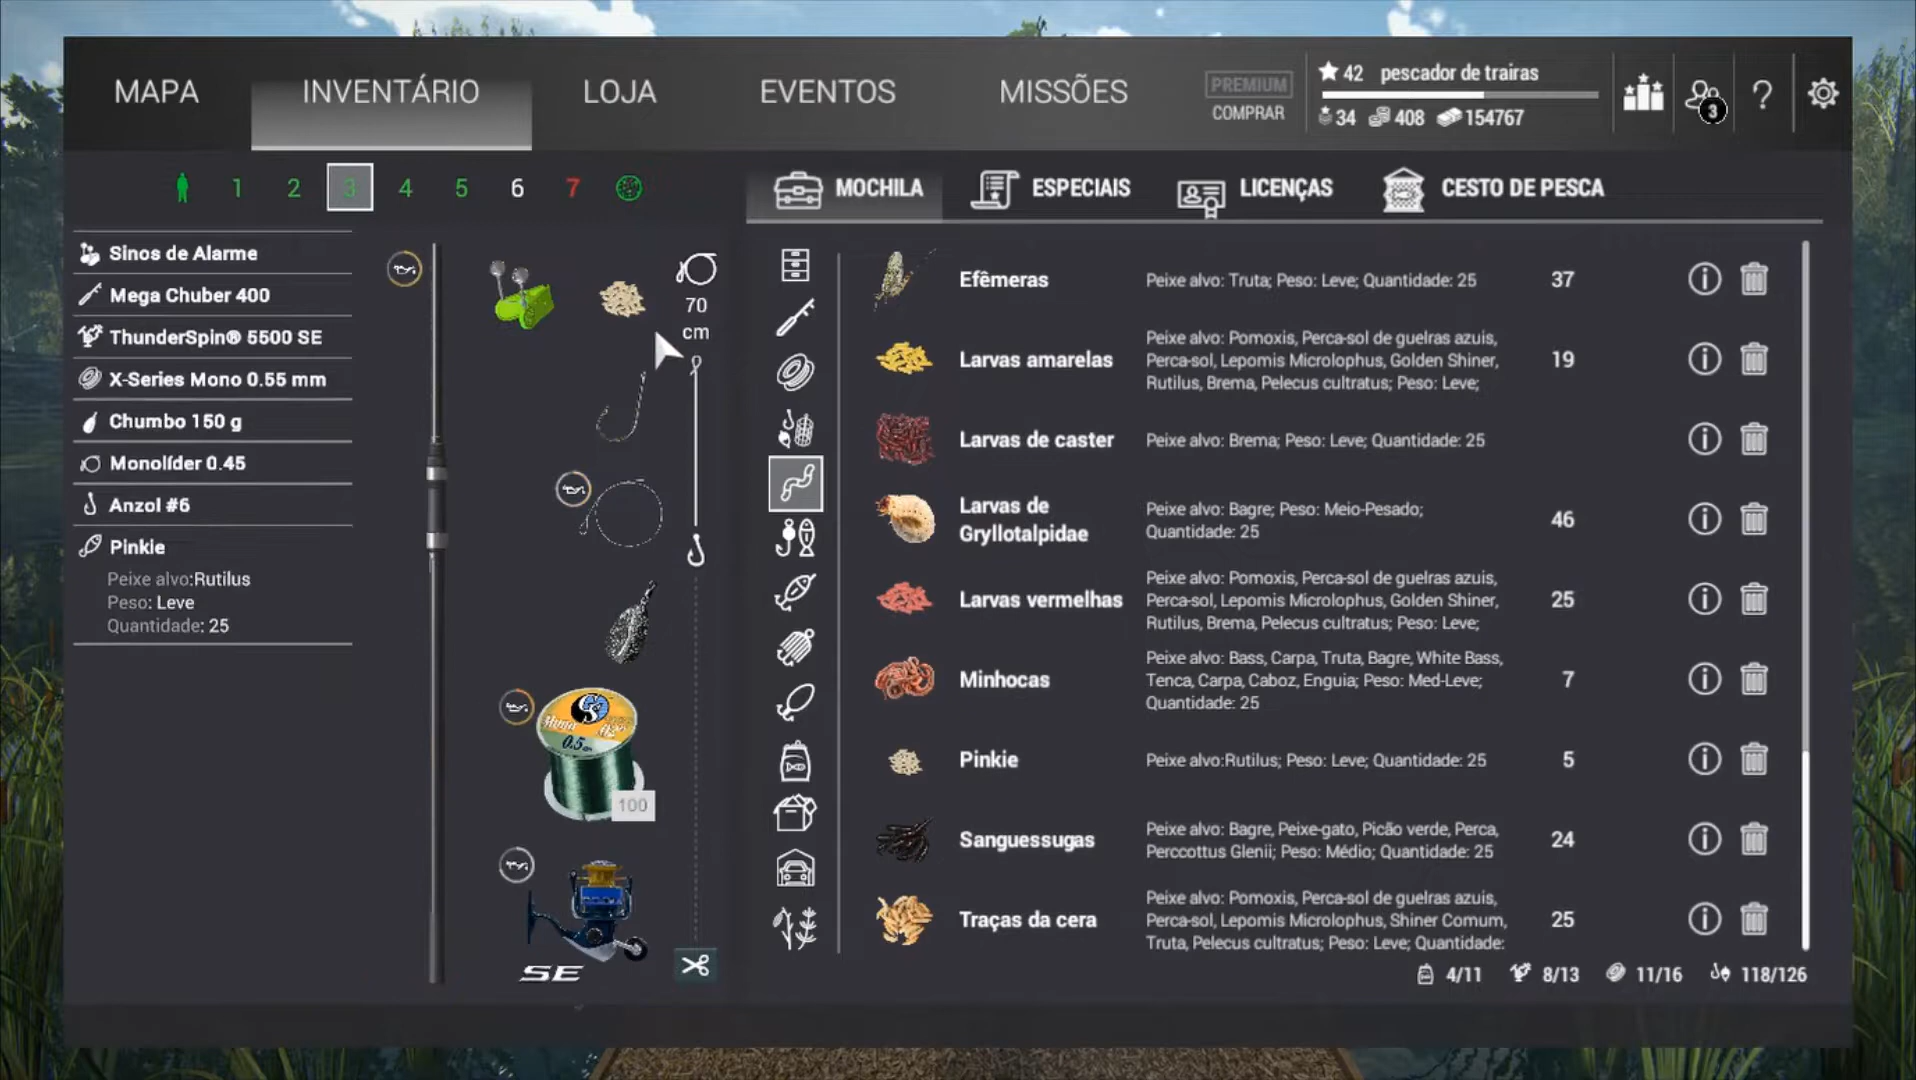 MAPA
INVENTÁRIO
LOJA
EVENTOS
MISSÕES
PREMIUM
COMPRAR
42 pescador de trairas
34 408 154767
3
?
1 2 3 4 5 6 7
MOCHILA
ESPECIAIS
LICENÇAS
CESTO DE PESCA
Sinos de Alarme
Mega Chuber 400
ThunderSpin® 5500 SE
X-Series Mono 0.55 mm
Chumbo 150 g
Monolíder 0.45
Anzol #6
Pinkie
Peixe alvo:Rutilus
Peso: Leve
Quantidade: 25
70
cm
100
SE
Efêmeras
Peixe alvo: Truta; Peso: Leve; Quantidade: 25
37
Larvas amarelas
Peixe alvo: Pomoxis, Perca-sol de guelras azuis,
Perca-sol, Lepomis Microlophus, Golden Shiner,
Rutilus, Brema, Pelecus cultratus; Peso: Leve;
19
Larvas de caster
Peixe alvo: Brema; Peso: Leve; Quantidade: 25
Larvas de
Gryllotalpidae
Peixe alvo: Bagre; Peso: Meio-Pesado;
Quantidade: 25
46
Larvas vermelhas
Peixe alvo: Pomoxis, Perca-sol de guelras azuis,
Perca-sol, Lepomis Microlophus, Golden Shiner,
Rutilus, Brema, Pelecus cultratus; Peso: Leve;
25
Minhocas
Peixe alvo: Bass, Carpa, Truta, Bagre, White Bass,
Tenca, Carpa, Caboz, Enguia; Peso: Med-Leve;
Quantidade: 25
7
Pinkie
Peixe alvo:Rutilus; Peso: Leve; Quantidade: 25
5
Sanguessugas
Peixe alvo: Bagre, Peixe-gato, Picão verde, Perca,
Perccottus Glenii; Peso: Médio; Quantidade: 25
24
Traças da cera
Peixe alvo: Pomoxis, Perca-sol de guelras azuis,
Perca-sol, Lepomis Microlophus, Shiner Comum,
Truta, Pelecus cultratus; Peso: Leve; Quantidade:
25
4/11 8/13 11/16 118/126